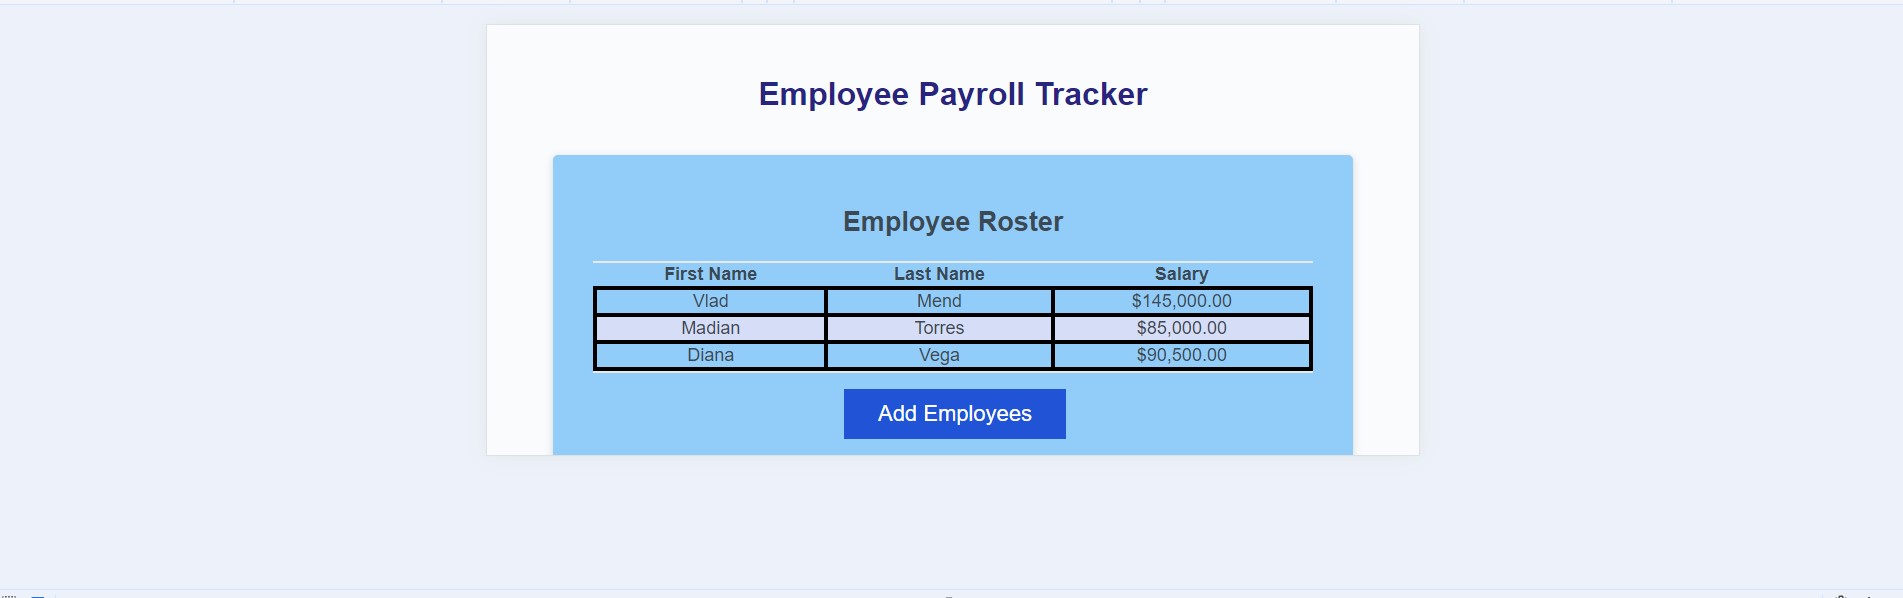 Employee Payroll Tracker
Employee Roster
First Name Last Name Salary
Vlad Mend $145,000.00
Madian Torres $85,000.00
Diana Vega $90,500.00
Add Employees